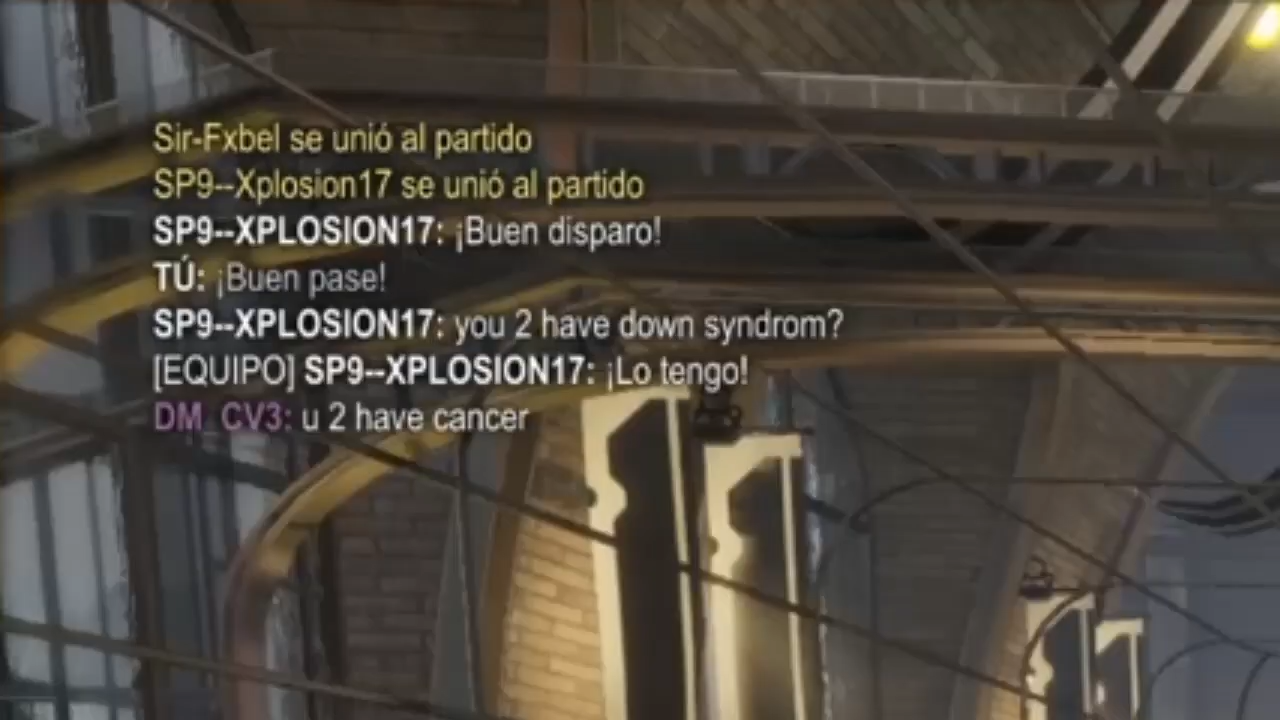 Sir-Fxbel se unió al partido
SP9--Xplosion17 se unió al partido
SP9--XPLOSION17: ¡Buen disparo!
TÚ: ¡Buen pase!
SP9--XPLOSION17: you 2 have down syndrom?
[EQUIPO] SP9--XPLOSION17: ¡Lo tengo!
DM_CV3: u 2 have cancer